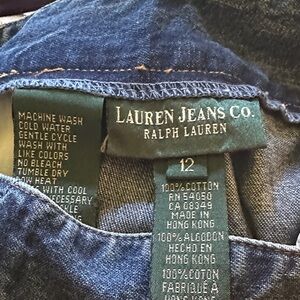 MACHINE WASH
COLD WATER
GENTLE CYCLE
WASH WITH
LIKE COLORS
NO BLEACH
TUMBLE DRY
HEAT
WITH COOL
LAUREN JEANS CO.
RALPH LAUREN
12
100% COTTON
RN 54050
CA 08349
MADE IN
HONG KONG
100% ALGODON
HECHO EN
HONG KONG
100% COTON
FABRIQUÉ À